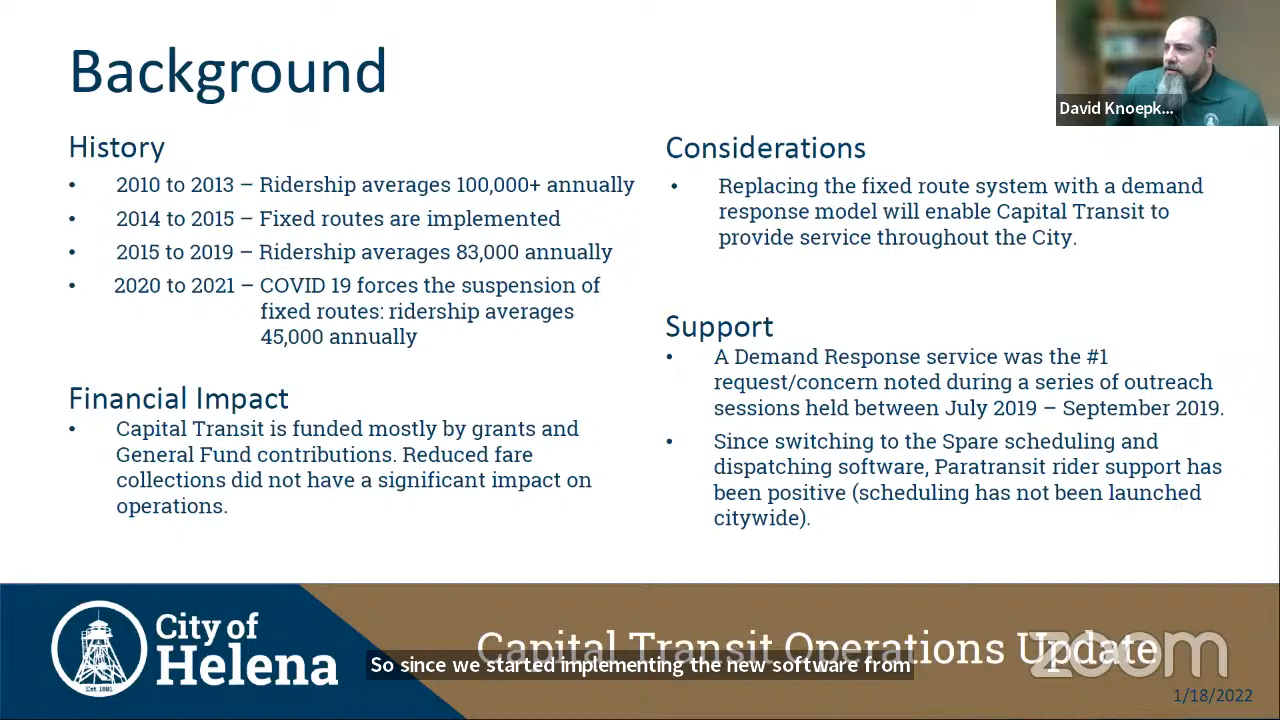 Background
David Knoepk...
History
• 2010 to 2013 – Ridership averages 100,000+ annually
• 2014 to 2015 – Fixed routes are implemented
• 2015 to 2019 – Ridership averages 83,000 annually
• 2020 to 2021 – COVID 19 forces the suspension of
fixed routes: ridership averages
45,000 annually
Financial Impact
• Capital Transit is funded mostly by grants and
General Fund contributions. Reduced fare
collections did not have a significant impact on
operations.
Considerations
• Replacing the fixed route system with a demand
response model will enable Capital Transit to
provide service throughout the City.
Support
• A Demand Response service was the #1
request/concern noted during a series of outreach
sessions held between July 2019 – September 2019.
• Since switching to the Spare scheduling and
dispatching software, Paratransit rider support has
been positive (scheduling has not been launched
citywide).
City of
Helena
Est 1881
Capital Transit Operations Update
zoom
So since we started implementing the new software from
1/18/2022